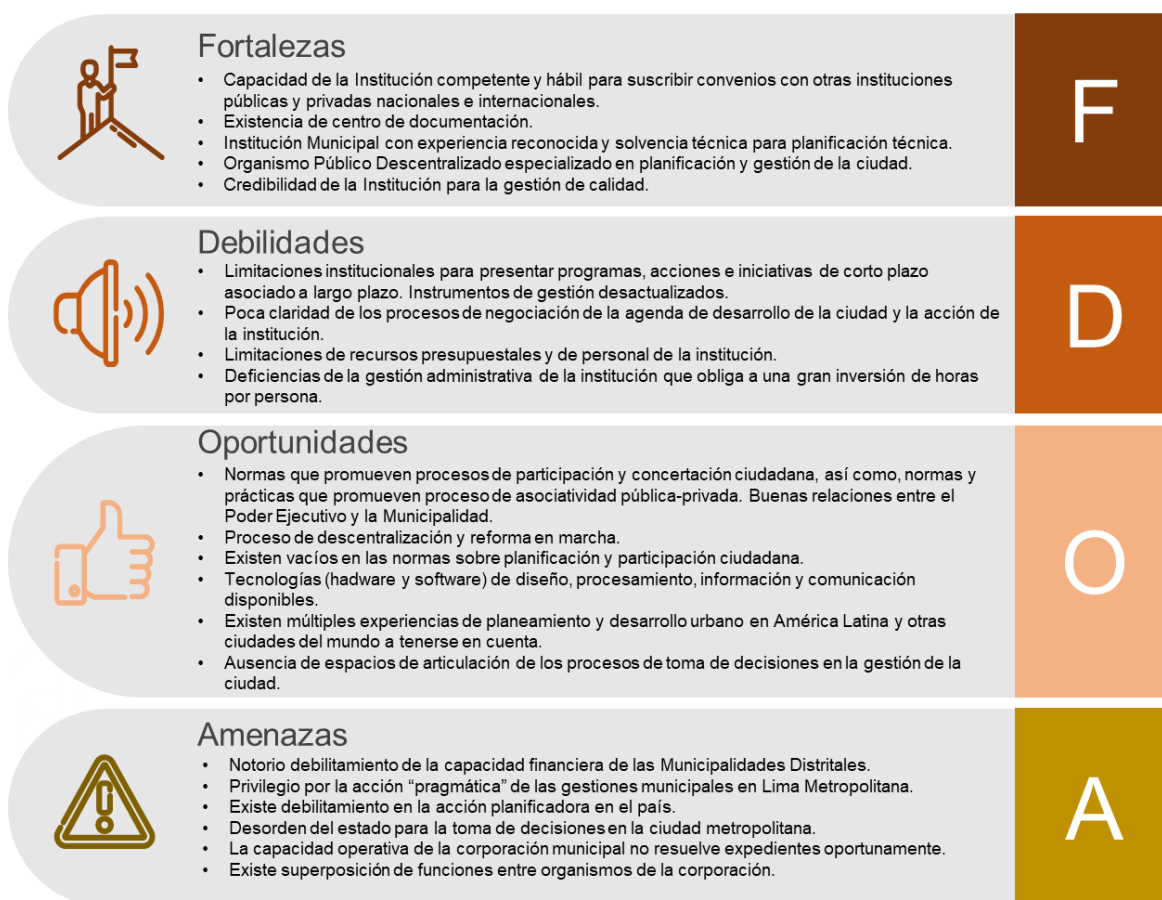 Fortalezas
• Capacidad de la Institución competente y hábil para suscribir convenios con otras instituciones
públicas y privadas nacionales e internacionales.
• Existencia de centro de documentación.
• Institución Municipal con experiencia reconocida y solvencia técnica para planificación técnica.
• Organismo Público Descentralizado especializado en planificación y gestión de la ciudad.
• Credibilidad de la Institución para la gestión de calidad.
F
Debilidades
• Limitaciones institucionales para presentar programas, acciones e iniciativas de corto plazo
asociado a largo plazo. Instrumentos de gestión desactualizados.
• Poca claridad de los procesos de negociación de la agenda de desarrollo de la ciudad y la acción de
la institución.
• Limitaciones de recursos presupuestales y de personal de la institución.
• Deficiencias de la gestión administrativa de la institución que obliga a una gran inversión de horas
por persona.
D
Oportunidades
• Normas que promueven procesos de participación y concertación ciudadana, así como, normas y
prácticas que promueven proceso de asociatividad pública-privada. Buenas relaciones entre el
Poder Ejecutivo y la Municipalidad.
• Proceso de descentralización y reforma en marcha.
• Existen vacíos en las normas sobre planificación y participación ciudadana.
• Tecnologías (hadware y software) de diseño, procesamiento, información y comunicación
disponibles.
• Existen múltiples experiencias de planeamiento y desarrollo urbano en América Latina y otras
ciudades del mundo a tenerse en cuenta.
• Ausencia de espacios de articulación de los procesos de toma de decisiones en la gestión de la
ciudad.
O
Amenazas
• Notorio debilitamiento de la capacidad financiera de las Municipalidades Distritales.
• Privilegio por la acción “pragmática” de las gestiones municipales en Lima Metropolitana.
• Existe debilitamiento en la acción planificadora en el país.
• Desorden del estado para la toma de decisiones en la ciudad metropolitana.
• La capacidad operativa de la corporación municipal no resuelve expedientes oportunamente.
• Existe superposición de funciones entre organismos de la corporación.
A